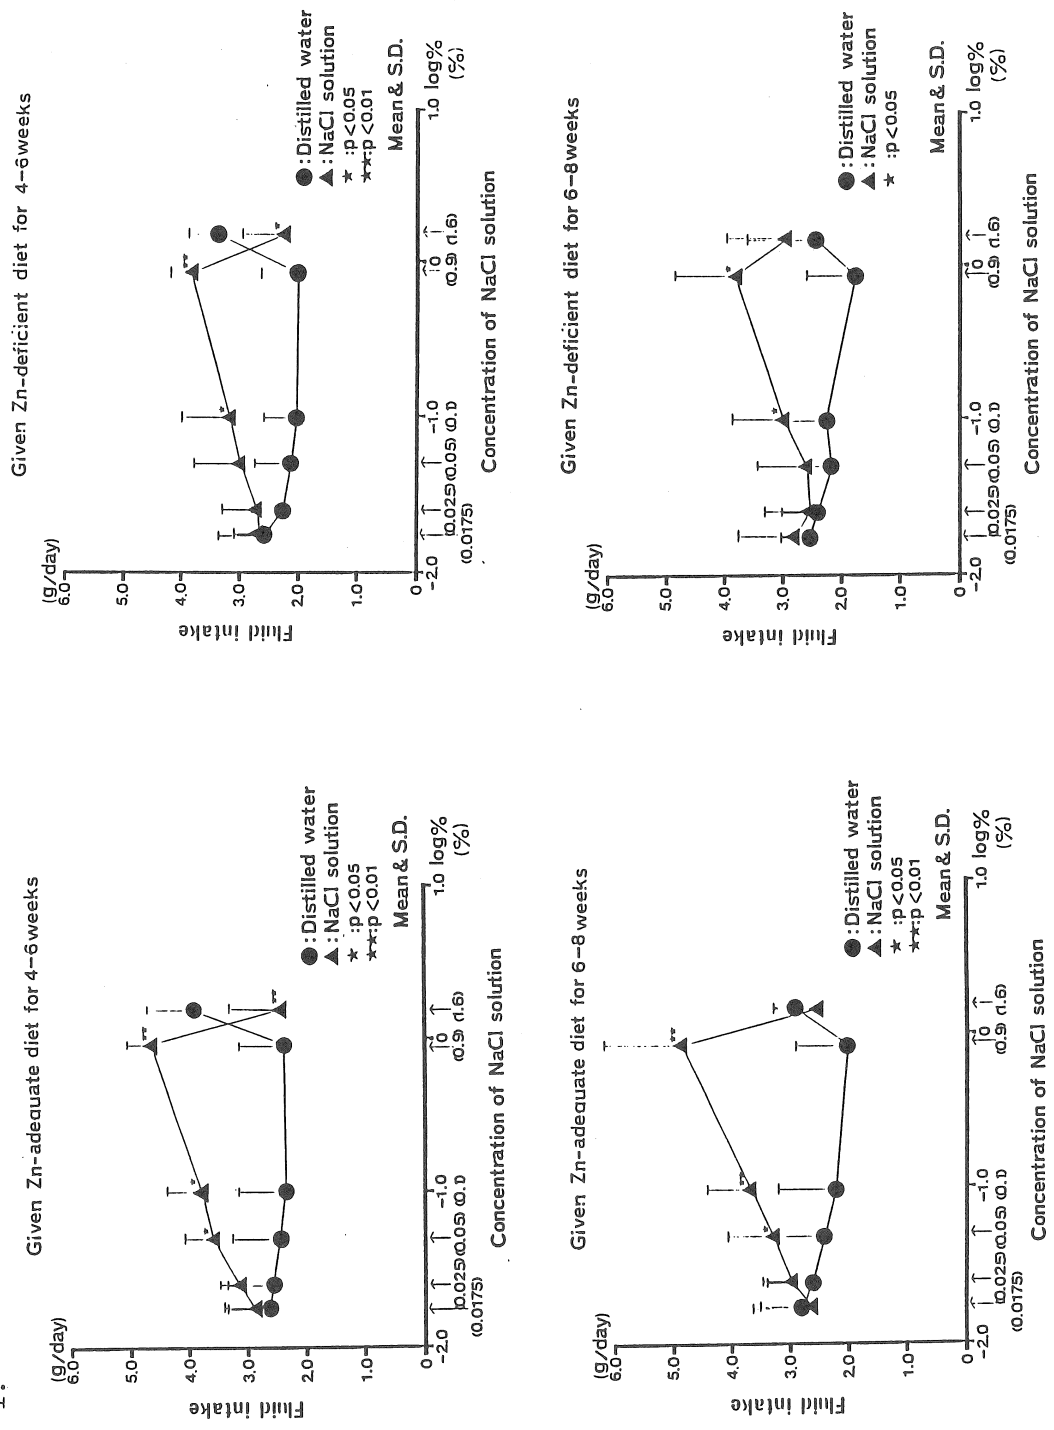 Given Zn-adequate diet for 4-6weeks
(g/day)
6.0
5.0
4.0
3.0
2.0
1.0
0
Fluid intake
●:Distilled water
▲:NaCl solution
★ :p<0.05
★★:p<0.01
Mean & S.D.
-2.0 -1.0 0 1.0 log%
(0.025) (0.05) (0.1) (0.9) (1.6) (%)
(0.0175)
Concentration of NaCl solution
Given Zn-deficient diet for 4-6weeks
(g/day)
6.0
5.0
4.0
3.0
2.0
1.0
0
Fluid intake
●:Distilled water
▲:NaCl solution
★ :p<0.05
★★:p<0.01
Mean & S.D.
-2.0 -1.0 0 1.0 log%
(0.025) (0.05) (0.1) (0.9) (1.6) (%)
(0.0175)
Concentration of NaCl solution
Given Zn-adequate diet for 6-8weeks
(g/day)
6.0
5.0
4.0
3.0
2.0
1.0
0
Fluid intake
●:Distilled water
▲:NaCl solution
★ :p<0.05
★★:p<0.01
Mean & S.D.
-2.0 -1.0 0 1.0 log%
(0.025) (0.05) (0.1) (0.9) (1.6) (%)
(0.0175)
Concentration of NaCl solution
Given Zn-deficient diet for 6-8weeks
(g/day)
6.0
5.0
4.0
3.0
2.0
1.0
0
Fluid intake
●:Distilled water
▲:NaCl solution
★ :p<0.05
Mean & S.D.
-2.0 -1.0 0 1.0 log%
(0.025) (0.05) (0.1) (0.9) (1.6) (%)
(0.0175)
Concentration of NaCl solution